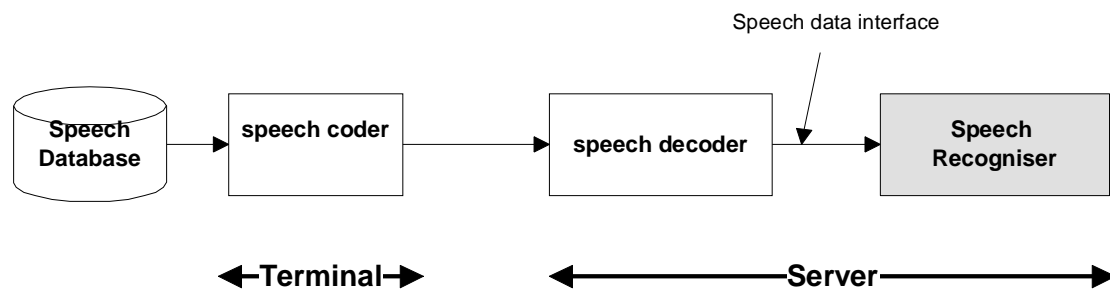 Speech data interface
Speech
Database
speech coder
speech decoder
Speech
Recogniser
Terminal
Server